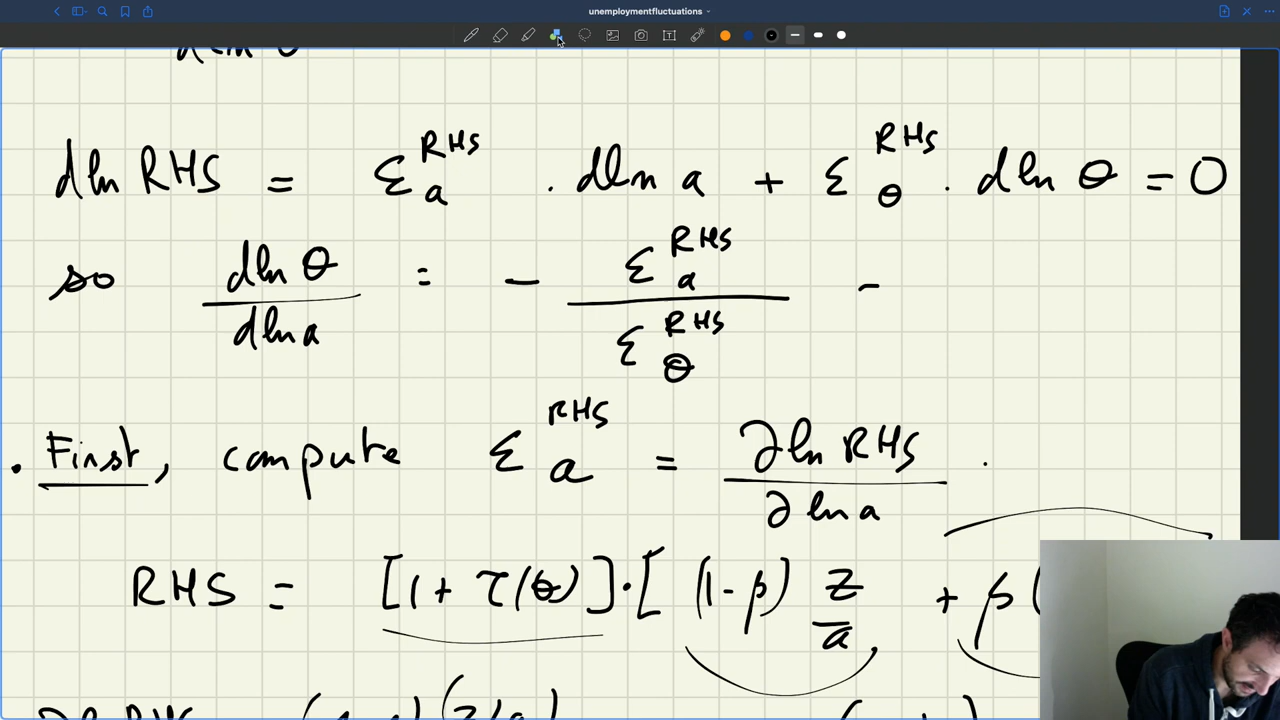 unemploymentfluctuations
d ln RHS = ε_a^RHS . d ln a + ε_θ^RHS . d ln θ = 0
so d ln θ / d ln a = - ε_a^RHS / ε_θ^RHS -
. First, compute ε_a^RHS = ∂ ln RHS / ∂ ln a .
RHS = [1 + τ(θ)] · [ (1-β) z/a + β (